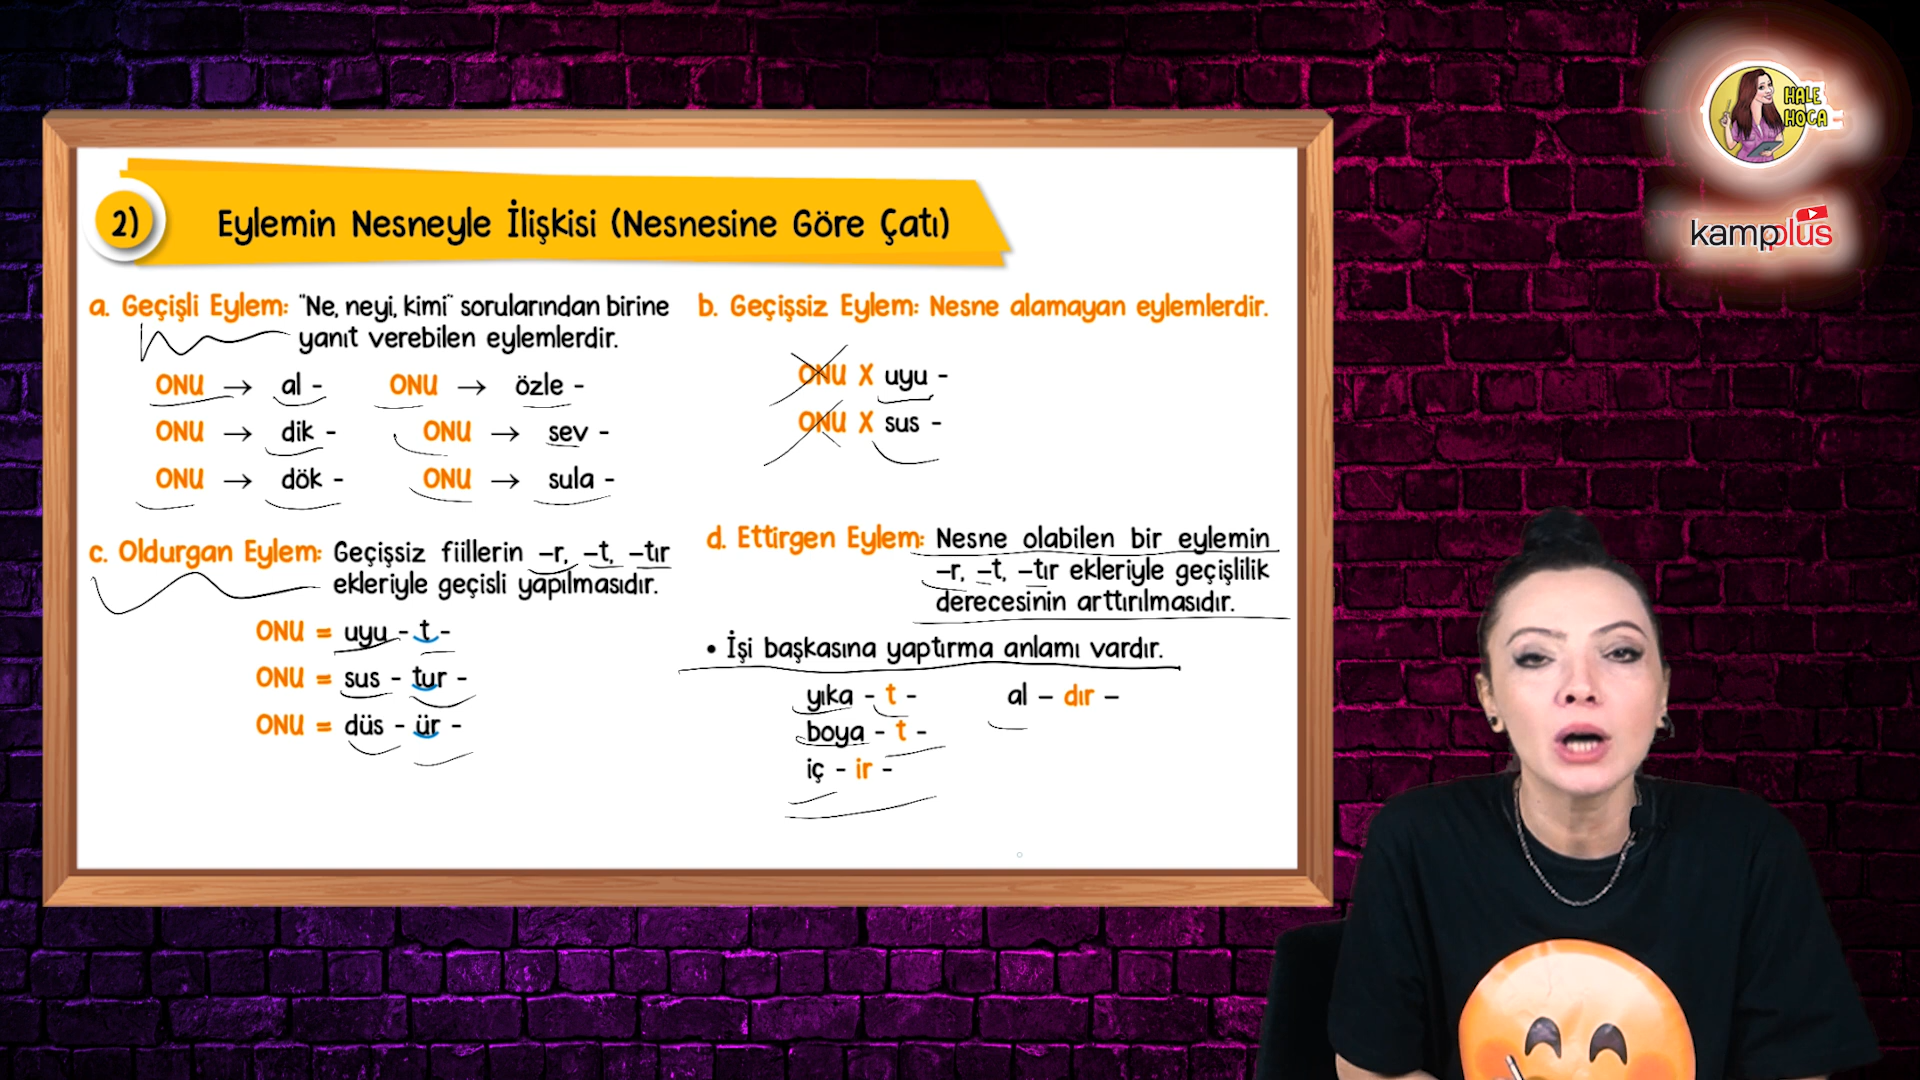 HALE
HOCA
kampplus
2) Eylemin Nesneyle İlişkisi (Nesnesine Göre Çatı)
a. Geçişli Eylem: "Ne, neyi, kimi" sorularından birine
yanıt verebilen eylemlerdir.
ONU → al -
ONU → özle -
ONU → dik -
ONU → sev -
ONU → dök -
ONU → sula -
b. Geçişsiz Eylem: Nesne alamayan eylemlerdir.
ONU X uyu -
ONU X sus -
c. Oldurgan Eylem: Geçişsiz fiillerin –r, –t, –tır
ekleriyle geçisli yapılmasıdır.
ONU = uyu - t -
ONU = sus - tur -
ONU = düs - ür -
d. Ettirgen Eylem: Nesne olabilen bir eylemin
–r, –t, –tır ekleriyle geçişlilik
derecesinin arttırılmasıdır.
• İşi başkasına yaptırma anlamı vardır.
yıka - t -
al – dır –
boya - t -
iç - ir -